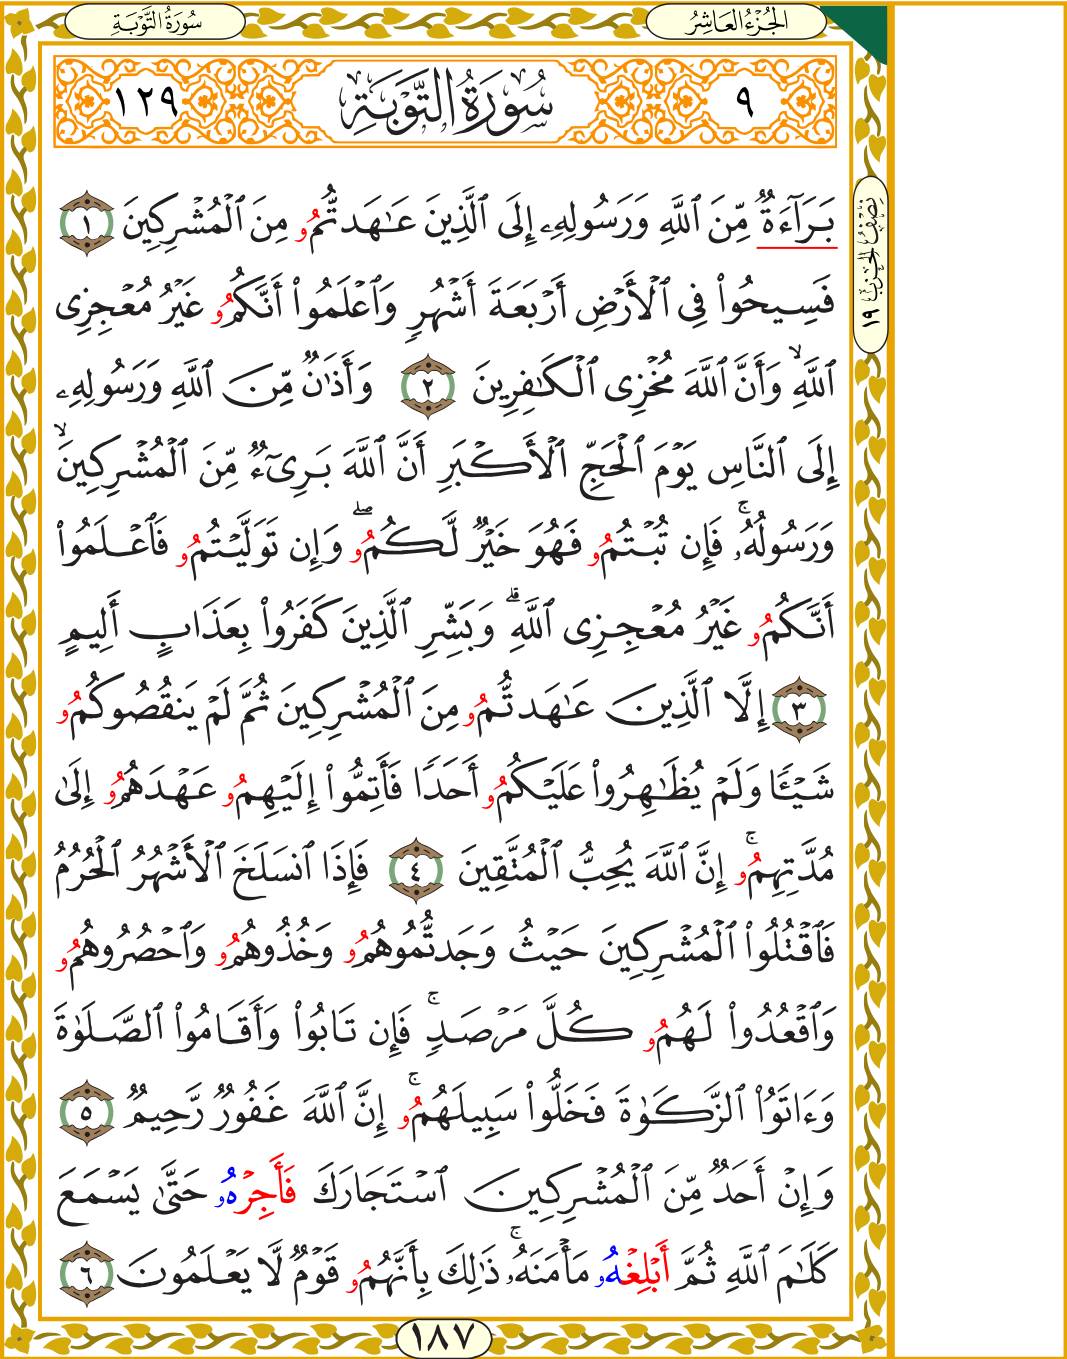 سُورَةُ التَّوْبَةِ
الجُزْءُ العَاشِرُ
٩
سُورَةُ التَّوْبَةِ
١٢٩
نِصْفُ الحِزْبِ ١٩
بَرَآءَةٌ مِّنَ ٱللَّهِ وَرَسُولِهِۦٓ إِلَى ٱلَّذِينَ عَٰهَدتُّمُو مِنَ ٱلْمُشْرِكِينَ ١
فَسِيحُوا۟ فِى ٱلْأَرْضِ أَرْبَعَةَ أَشْهُرٍ وَٱعْلَمُوٓا۟ أَنَّكُمُو غَيْرُ مُعْجِزِى
ٱللَّهِ ۙ وَأَنَّ ٱللَّهَ مُخْزِى ٱلْكَٰفِرِينَ ٢ وَأَذَٰنٌ مِّنَ ٱللَّهِ وَرَسُولِهِۦٓ
إِلَى ٱلنَّاسِ يَوْمَ ٱلْحَجِّ ٱلْأَكْبَرِ أَنَّ ٱللَّهَ بَرِىٓءٌ مِّنَ ٱلْمُشْرِكِينَ ۙ
وَرَسُولُهُۥ ۚ فَإِن تُبْتُمُو فَهُوَ خَيْرٌ لَّكُمُو ۖ وَإِن تَوَلَّيْتُمُو فَٱعْلَمُوٓا۟
أَنَّكُمُو غَيْرُ مُعْجِزِى ٱللَّهِ ۗ وَبَشِّرِ ٱلَّذِينَ كَفَرُوا۟ بِعَذَابٍ أَلِيمٍ
٣ إِلَّا ٱلَّذِينَ عَٰهَدتُّمُو مِنَ ٱلْمُشْرِكِينَ ثُمَّ لَمْ يَنقُصُوكُمُو
شَيْـًٔا وَلَمْ يُظَٰهِرُوا۟ عَلَيْكُمُو أَحَدًا فَأَتِمُّوٓا۟ إِلَيْهِمُو عَهْدَهُمُو إِلَىٰ
مُدَّتِهِمُو ۚ إِنَّ ٱللَّهَ يُحِبُّ ٱلْمُتَّقِينَ ٤ فَإِذَا ٱنسَلَخَ ٱلْأَشْهُرُ ٱلْحُرُمُ
فَٱقْتُلُوا۟ ٱلْمُشْرِكِينَ حَيْثُ وَجَدتُّمُوهُمُو وَخُذُوهُمُو وَٱحْصُرُوهُمُو
وَٱقْعُدُوا۟ لَهُمُو كُلَّ مَرْصَدٍ ۚ فَإِن تَابُوا۟ وَأَقَامُوا۟ ٱلصَّلَوٰةَ
وَءَاتَوُا۟ ٱلزَّكَوٰةَ فَخَلُّوا۟ سَبِيلَهُمُو ۚ إِنَّ ٱللَّهَ غَفُورٌ رَّحِيمٌ ٥
وَإِنْ أَحَدٌ مِّنَ ٱلْمُشْرِكِينَ ٱسْتَجَارَكَ فَأَجِرْهُو حَتَّىٰ يَسْمَعَ
كَلَٰمَ ٱللَّهِ ثُمَّ أَبْلِغْهُو مَأْمَنَهُۥ ۚ ذَٰلِكَ بِأَنَّهُمُو قَوْمٌ لَّا يَعْلَمُونَ ٦
١٨٧